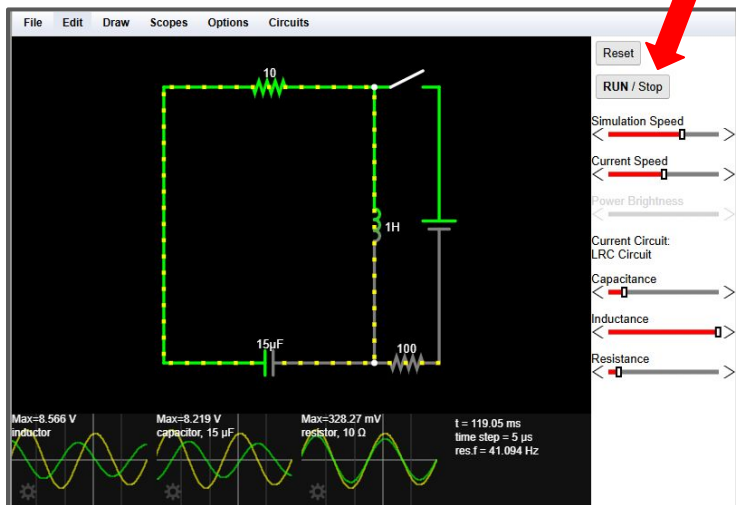 File Edit Draw Scopes Options Circuits
Reset
RUN / Stop
Simulation Speed
Current Speed
Power Brightness
Current Circuit:
LRC Circuit
Capacitance
Inductance
Resistance
10
1H
15µF
100
Max=8.566 V
inductor
Max=8.219 V
capacitor, 15 µF
Max=328.27 mV
resistor, 10 Ω
t = 119.05 ms
time step = 5 µs
res.f = 41.094 Hz